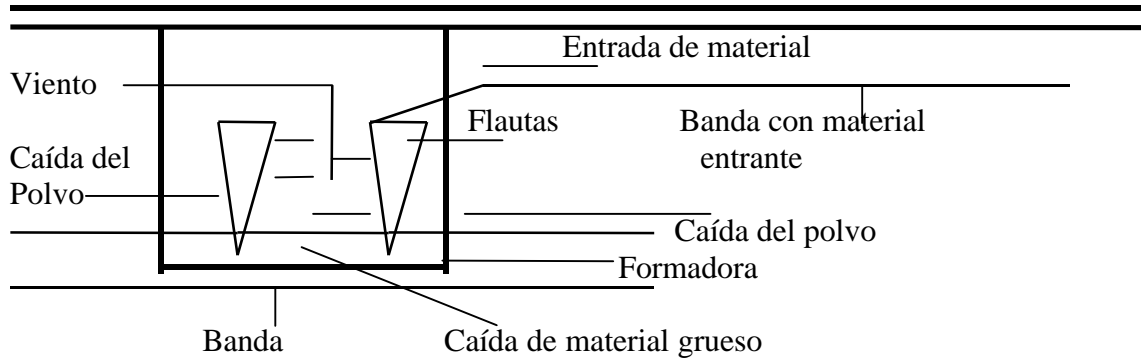 Entrada de material
Viento
Flautas
Banda con material
entrante
Caída del
Polvo
Caída del polvo
Formadora
Banda
Caída de material grueso